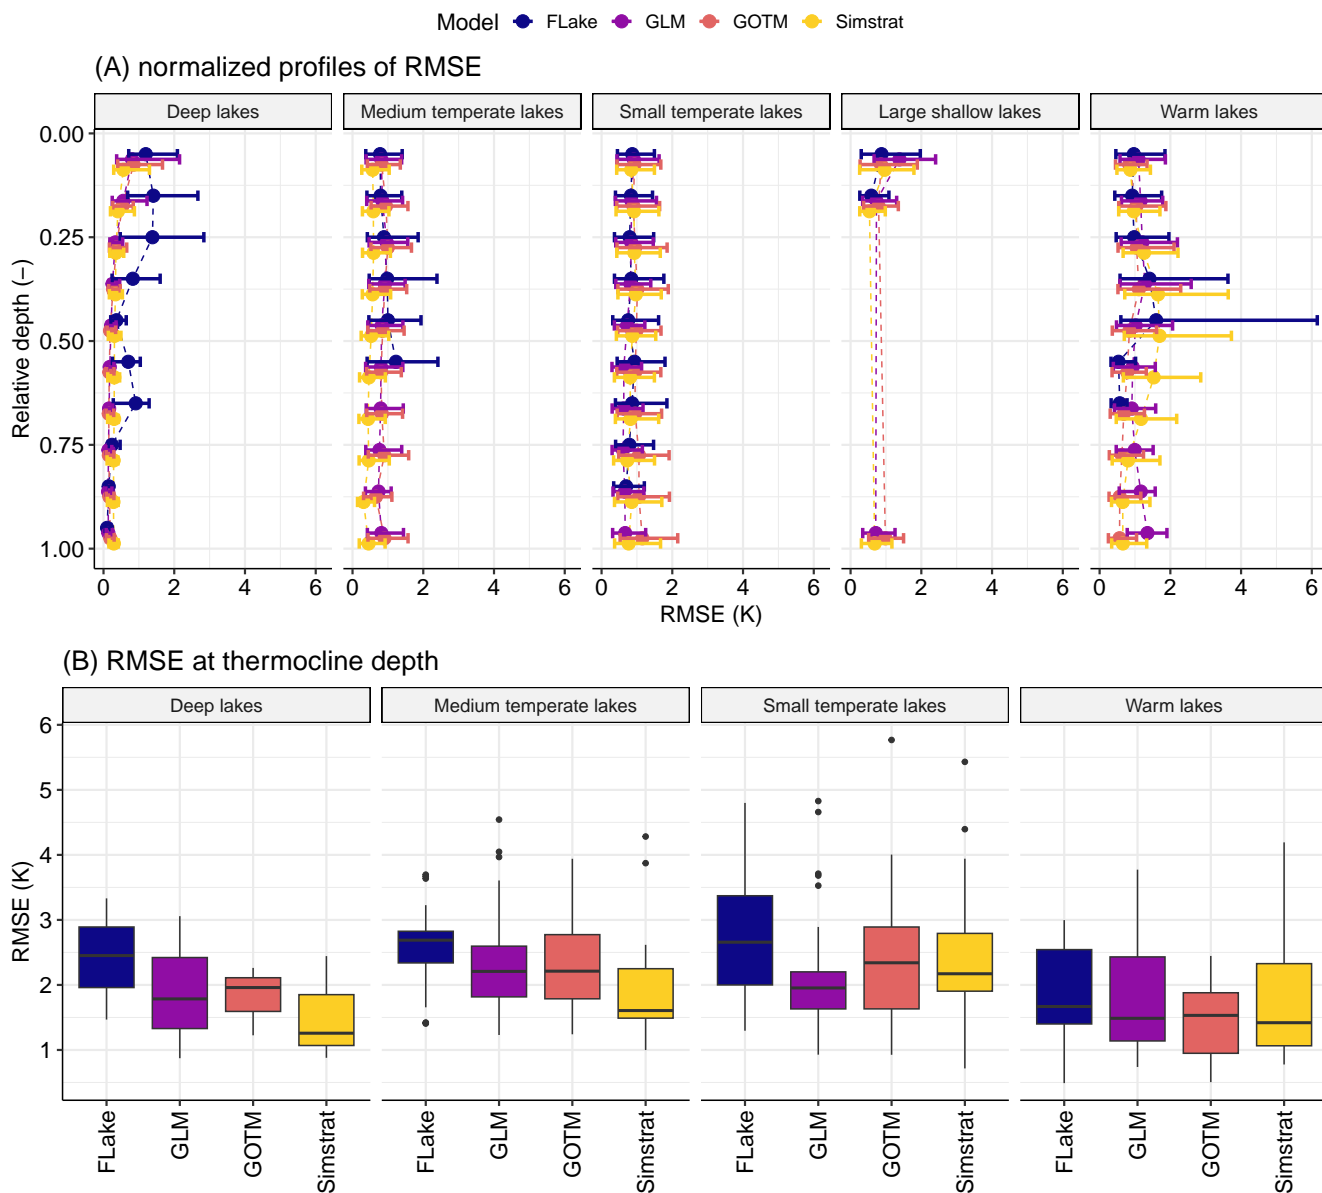 Model FLake GLM GOTM Simstrat
(A) normalized profiles of RMSE
Deep lakes Medium temperate lakes Small temperate lakes Large shallow lakes Warm lakes
0.00
0.25
0.50
0.75
1.00
Relative depth (−)
0 2 4 6 0 2 4 6 0 2 4 6 0 2 4 6 0 2 4 6
RMSE (K)
(B) RMSE at thermocline depth
Deep lakes Medium temperate lakes Small temperate lakes Warm lakes
6
5
4
3
2
1
RMSE (K)
FLake GLM GOTM Simstrat FLake GLM GOTM Simstrat FLake GLM GOTM Simstrat FLake GLM GOTM Simstrat